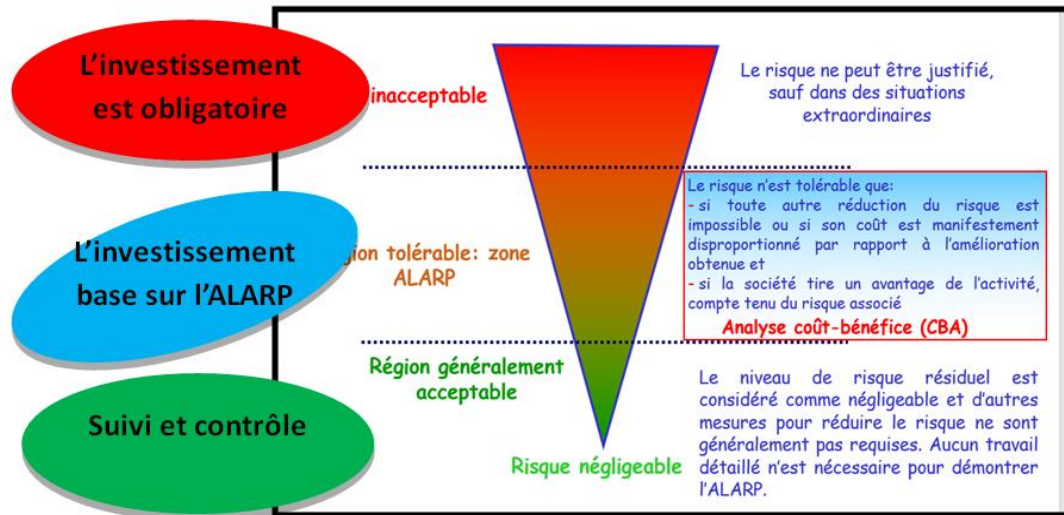 L'investissement
est obligatoire
inacceptable
Le risque ne peut être justifié,
sauf dans des situations
extraordinaires
L'investissement
base sur l'ALARP
gion tolérable: zone
ALARP
Le risque n'est tolérable que:
- si toute autre réduction du risque est
impossible ou si son coût est manifestement
disproportionné par rapport à l'amélioration
obtenue et
- si la société tire un avantage de l'activité,
compte tenu du risque associé
Analyse coût-bénéfice (CBA)
Suivi et contrôle
Région généralement
acceptable
Risque négligeable
Le niveau de risque résiduel est
considéré comme négligeable et d'autres
mesures pour réduire le risque ne sont
généralement pas requises. Aucun travail
détaillé n'est nécessaire pour démontrer
l'ALARP.